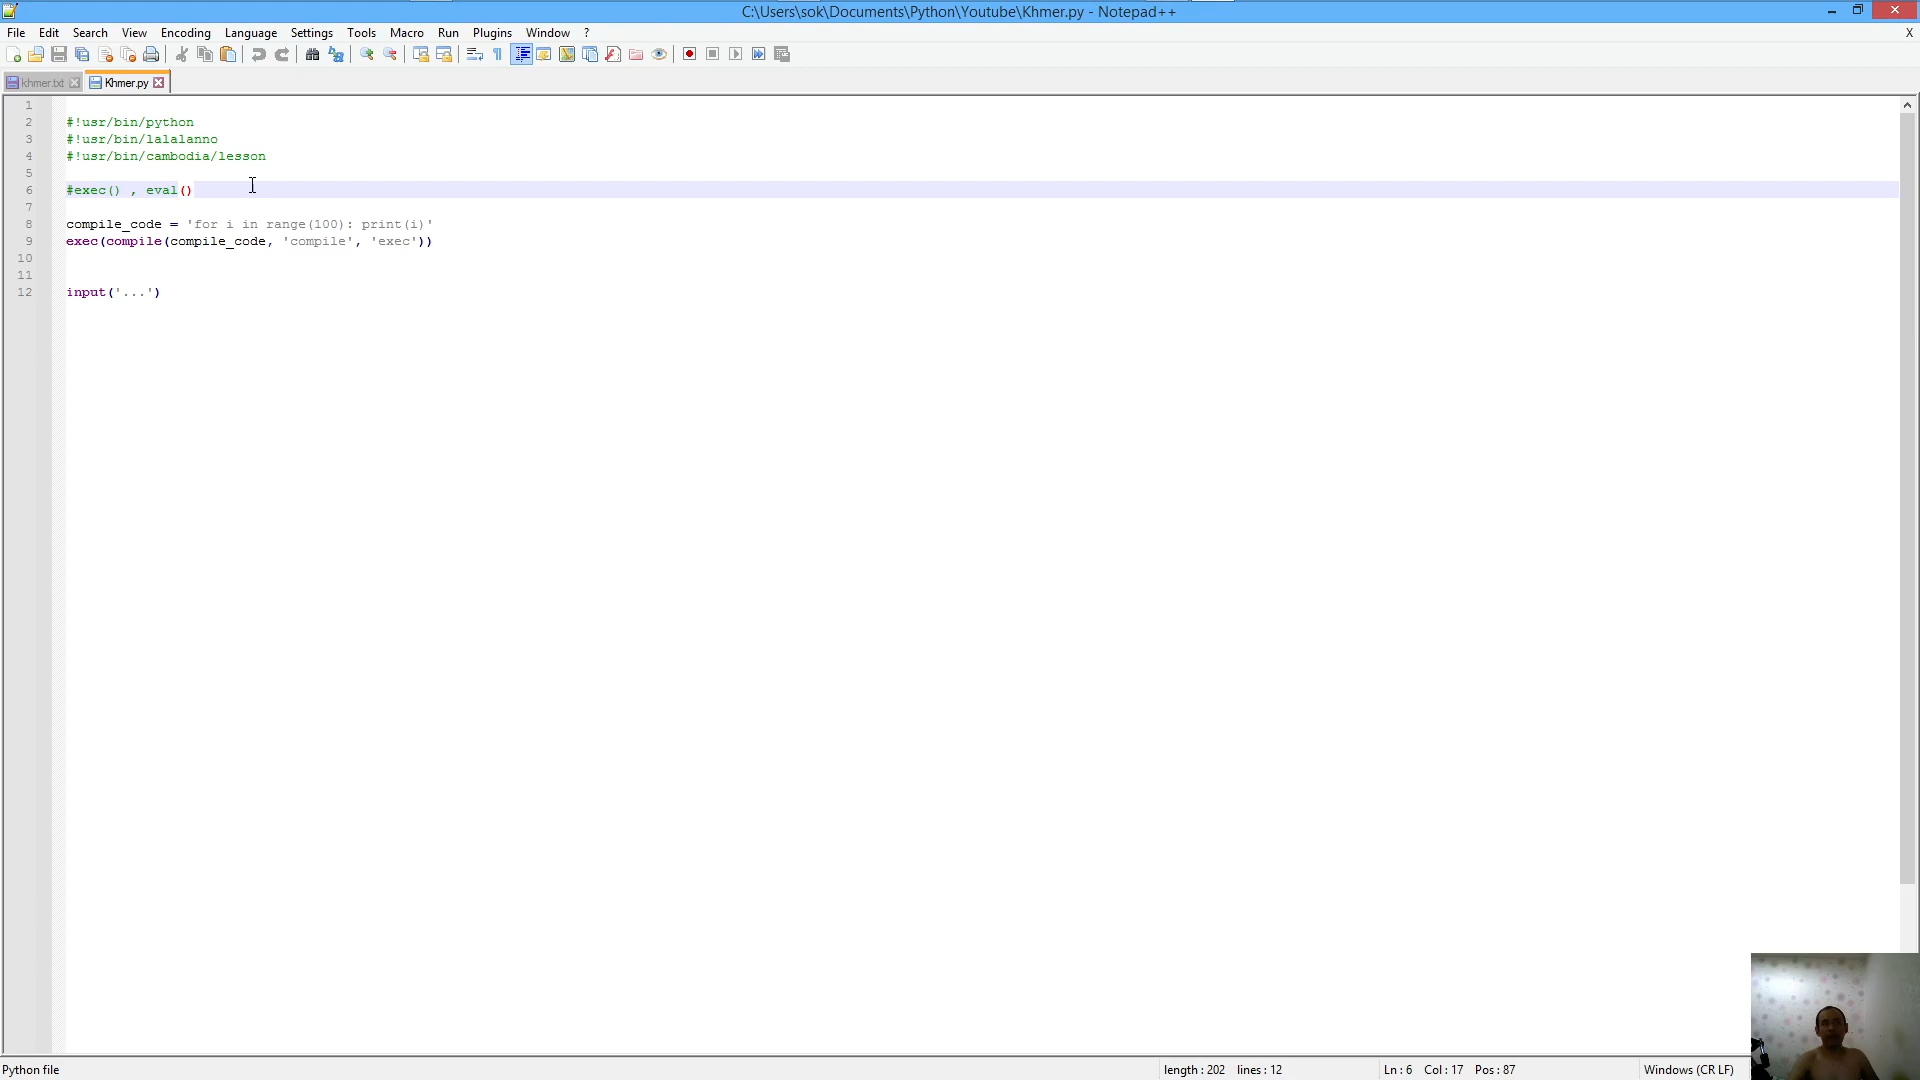 C:\Users\sok\Documents\Python\Youtube\Khmer.py - Notepad++
File Edit Search View Encoding Language Settings Tools Macro Run Plugins Window ? X
khmer.txt Khmer.py
1
2 #!usr/bin/python
3 #!usr/bin/lalalanno
4 #!usr/bin/cambodia/lesson
5
6 #exec() , eval()
7
8 compile_code = 'for i in range(100): print(i)'
9 exec(compile(compile_code, 'compile', 'exec'))
10
11
12 input('...')
Python file length : 202 lines : 12 Ln : 6 Col : 17 Pos : 87 Windows (CR LF)